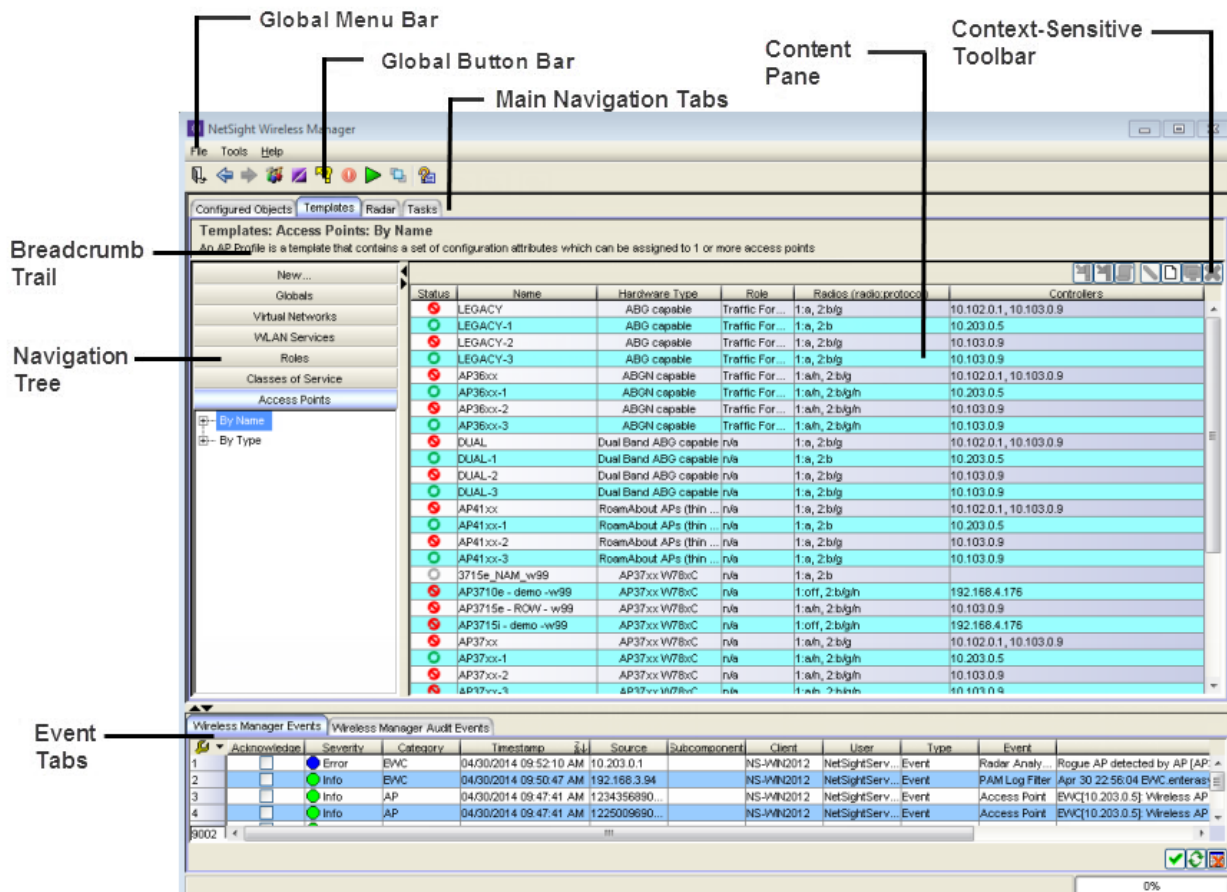 Global Menu Bar
Global Button Bar
Main Navigation Tabs
Content
Pane
Context-Sensitive
Toolbar
NetSight Wireless Manager
File Tools Help
Configured Objects Templates Radar Tasks
Templates: Access Points: By Name
An AP Profile is a template that contains a set of configuration attributes which can be assigned to 1 or more access points
Breadcrumb
Trail
Navigation
Tree
New...
Globals
Virtual Networks
WLAN Services
Roles
Classes of Service
Access Points
By Name
By Type
Status Name Hardware Type Role Radios (radio:protocol) Controllers
LEGACY ABG capable Traffic For... 1:a, 2:b/g 10.102.0.1, 10.103.0.9
LEGACY-1 ABG capable Traffic For... 1:a, 2:b 10.203.0.5
LEGACY-2 ABG capable Traffic For... 1:a, 2:b/g 10.103.0.9
LEGACY-3 ABG capable Traffic For... 1:a, 2:b/g 10.103.0.9
AP36xx ABGN capable Traffic For... 1:a/n, 2:b/g 10.102.0.1, 10.103.0.9
AP36xx-1 ABGN capable Traffic For... 1:a/n, 2:b/g/n 10.203.0.5
AP36xx-2 ABGN capable Traffic For... 1:a/n, 2:b/g/n 10.103.0.9
AP36xx-3 ABGN capable Traffic For... 1:a/n, 2:b/g/n 10.103.0.9
DUAL Dual Band ABG capable n/a 1:a, 2:b/g 10.102.0.1, 10.103.0.9
DUAL-1 Dual Band ABG capable n/a 1:a, 2:b 10.203.0.5
DUAL-2 Dual Band ABG capable n/a 1:a, 2:b/g 10.103.0.9
DUAL-3 Dual Band ABG capable n/a 1:a, 2:b/g 10.103.0.9
AP41xx RoamAbout APs (thin ... n/a 1:a, 2:b/g 10.102.0.1, 10.103.0.9
AP41xx-1 RoamAbout APs (thin ... n/a 1:a, 2:b 10.203.0.5
AP41xx-2 RoamAbout APs (thin ... n/a 1:a, 2:b/g 10.103.0.9
AP41xx-3 RoamAbout APs (thin ... n/a 1:a, 2:b/g 10.103.0.9
3715e_NAM_w99 AP37xx W78xC n/a 1:a, 2:b
AP3710e - demo -w99 AP37xx W78xC n/a 1:off, 2:b/g/n 192.168.4.176
AP3715e - ROW - w99 AP37xx W78xC n/a 1:a/n, 2:b/g/n 10.103.0.9
AP3715i - demo -w99 AP37xx W78xC n/a 1:off, 2:b/g/n 192.168.4.176
AP37xx AP37xx W78xC n/a 1:a/n, 2:b/g/n 10.102.0.1, 10.103.0.9
AP37xx-1 AP37xx W78xC n/a 1:a/n, 2:b/g/n 10.203.0.5
AP37xx-2 AP37xx W78xC n/a 1:a/n, 2:b/g/n 10.103.0.9
AP37xx-3 AP37xx W78xC n/a 1:a/n, 2:b/g/n 10.103.0.9
Event
Tabs
Wireless Manager Events Wireless Manager Audit Events
Acknowledge Severity Category Timestamp Source Subcomponent Client User Type Event
1 Error EWC 04/30/2014 09:52:10 AM 10.203.0.1 NS-WIN2012 NetSightServ... Event Radar Analy... Rogue AP detected by AP [AP:
2 Info EWC 04/30/2014 09:50:47 AM 192.168.3.94 NS-WIN2012 NetSightServ... Event PAM Log Filter Apr 30 22:56:04 EWC.enterasy
3 Info AP 04/30/2014 09:47:41 AM 1234356890... NS-WIN2012 NetSightServ... Event Access Point EWC[10.203.0.5]: Wireless AP
4 Info AP 04/30/2014 09:47:41 AM 1225009690... NS-WIN2012 NetSightServ... Event Access Point EWC[10.203.0.5]: Wireless AP
9002
0%